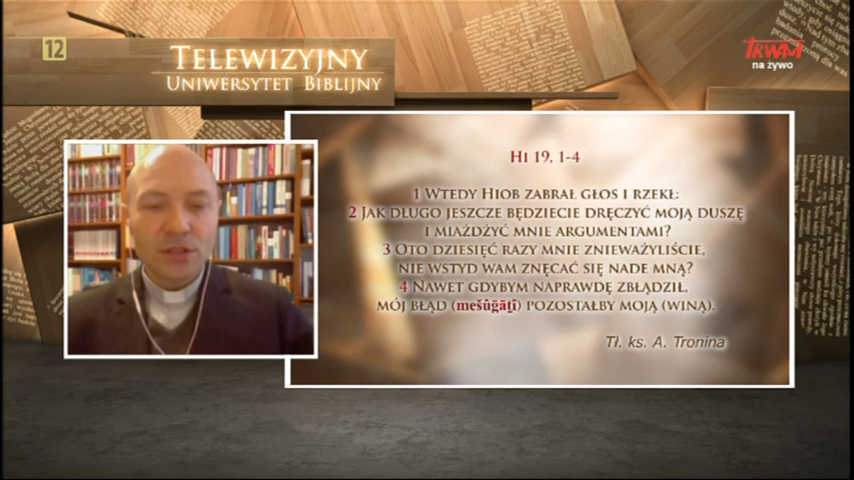 12
TELEWIZYJNY
UNIWERSYTET BIBLIJNY
TRWAM
na żywo
HI 19, 1-4
1 WTEDY HIOB ZABRAŁ GŁOS I RZEKŁ:
2 JAK DŁUGO JESZCZE BĘDZIECIE DRĘCZYĆ MOJĄ DUSZĘ
I MIAŻDŻYĆ MNIE ARGUMENTAMI?
3 OTO DZIESIĘĆ RAZY MNIE ZNIEWAŻYLIŚCIE,
NIE WSTYD WAM ZNĘCAĆ SIĘ NADE MNĄ?
4 NAWET GDYBYM NAPRAWDĘ ZBŁĄDZIŁ,
MÓJ BŁĄD (mešûḡāṯî) POZOSTAŁBY MOJĄ (WINĄ).
Tł. ks. A. Tronina